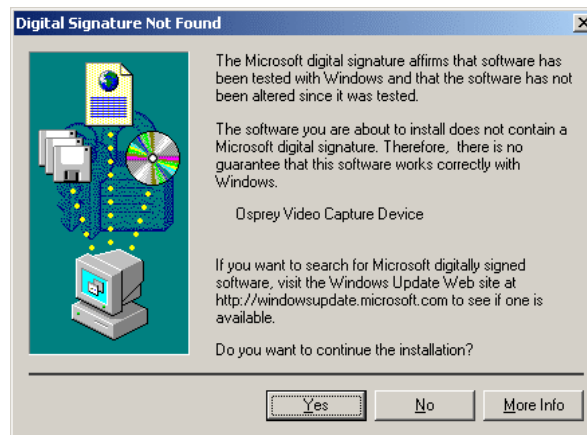 Digital Signature Not Found
The Microsoft digital signature affirms that software has
been tested with Windows and that the software has not
been altered since it was tested.
The software you are about to install does not contain a
Microsoft digital signature. Therefore, there is no
guarantee that this software works correctly with
Windows.
Osprey Video Capture Device
If you want to search for Microsoft digitally signed
software, visit the Windows Update Web site at
http://windowsupdate.microsoft.com to see if one is
available.
Do you want to continue the installation?
Yes No More Info